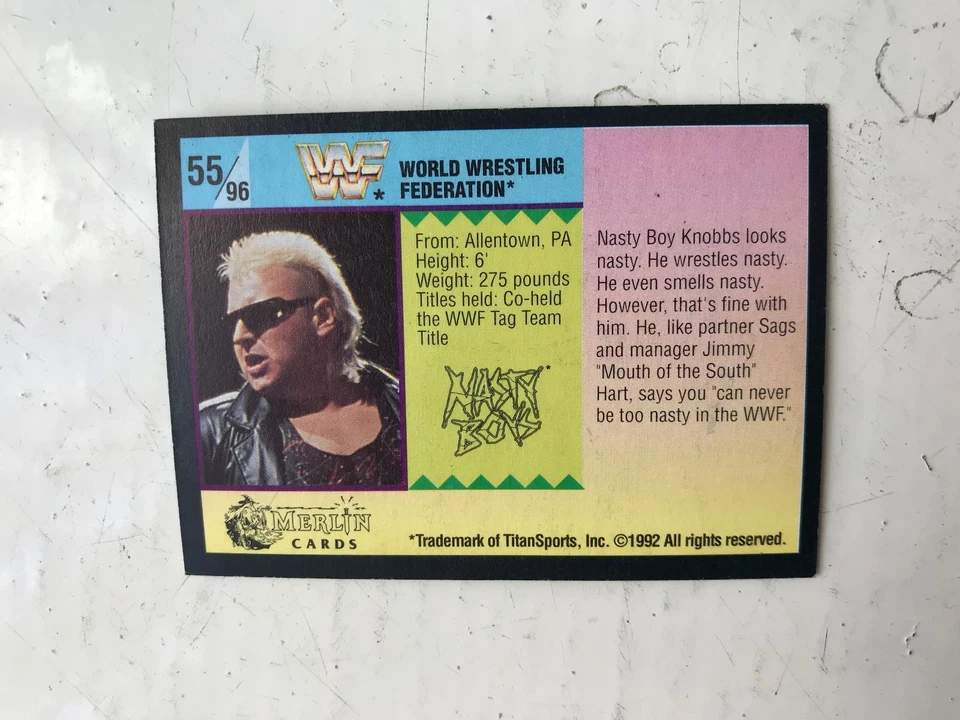 55/96
WF
WORLD WRESTLING
FEDERATION*
*
From: Allentown, PA
Height: 6'
Weight: 275 pounds
Titles held: Co-held
the WWF Tag Team
Title
NASTY
BOYS
*
Nasty Boy Knobbs looks
nasty. He wrestles nasty.
He even smells nasty.
However, that's fine with
him. He, like partner Sags
and manager Jimmy
"Mouth of the South"
Hart, says you "can never
be too nasty in the WWF."
MERLIN
CARDS
*Trademark of TitanSports, Inc. ©1992 All rights reserved.